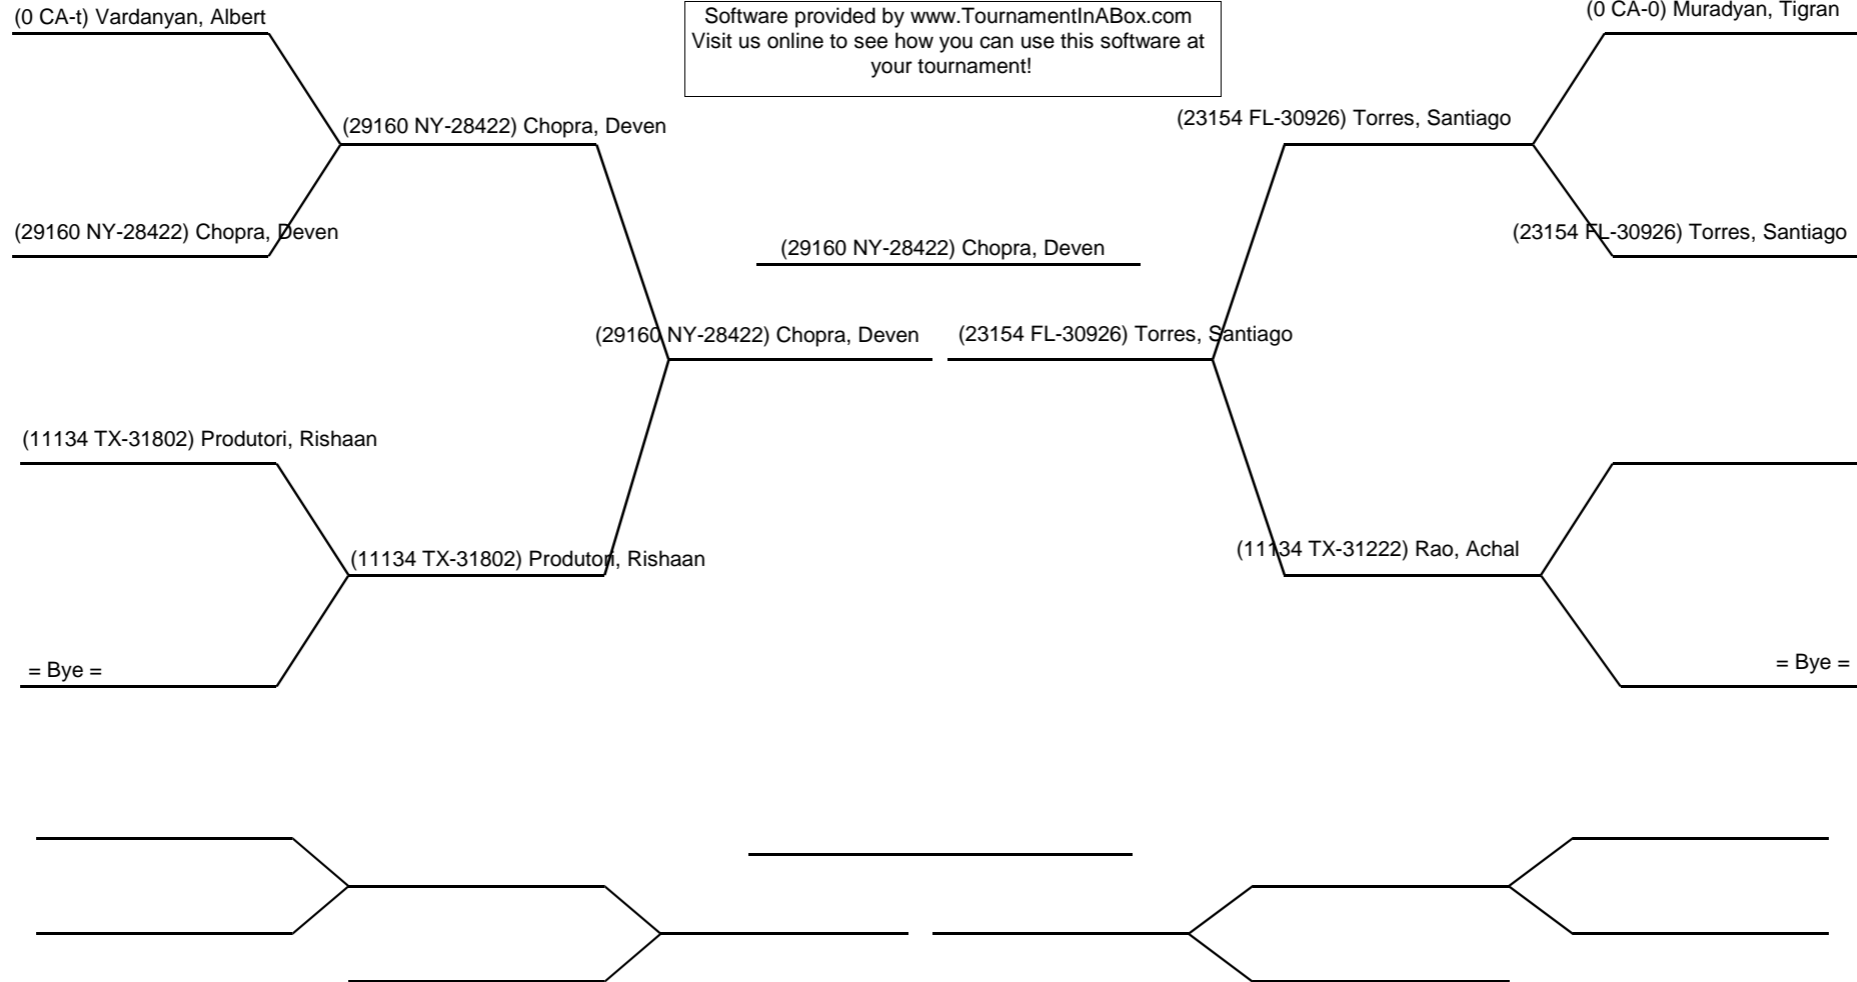 (0 CA-t) Vardanyan, Albert
Software provided by www.TournamentInABox.com
Visit us online to see how you can use this software at
your tournament!
(0 CA-0) Muradyan, Tigran
(29160 NY-28422) Chopra, Deven
(23154 FL-30926) Torres, Santiago
(29160 NY-28422) Chopra, Deven
(29160 NY-28422) Chopra, Deven
(23154 FL-30926) Torres, Santiago
(29160 NY-28422) Chopra, Deven
(23154 FL-30926) Torres, Santiago
(11134 TX-31802) Produtori, Rishaan
(11134 TX-31802) Produtori, Rishaan
(11134 TX-31222) Rao, Achal
= Bye =
= Bye =